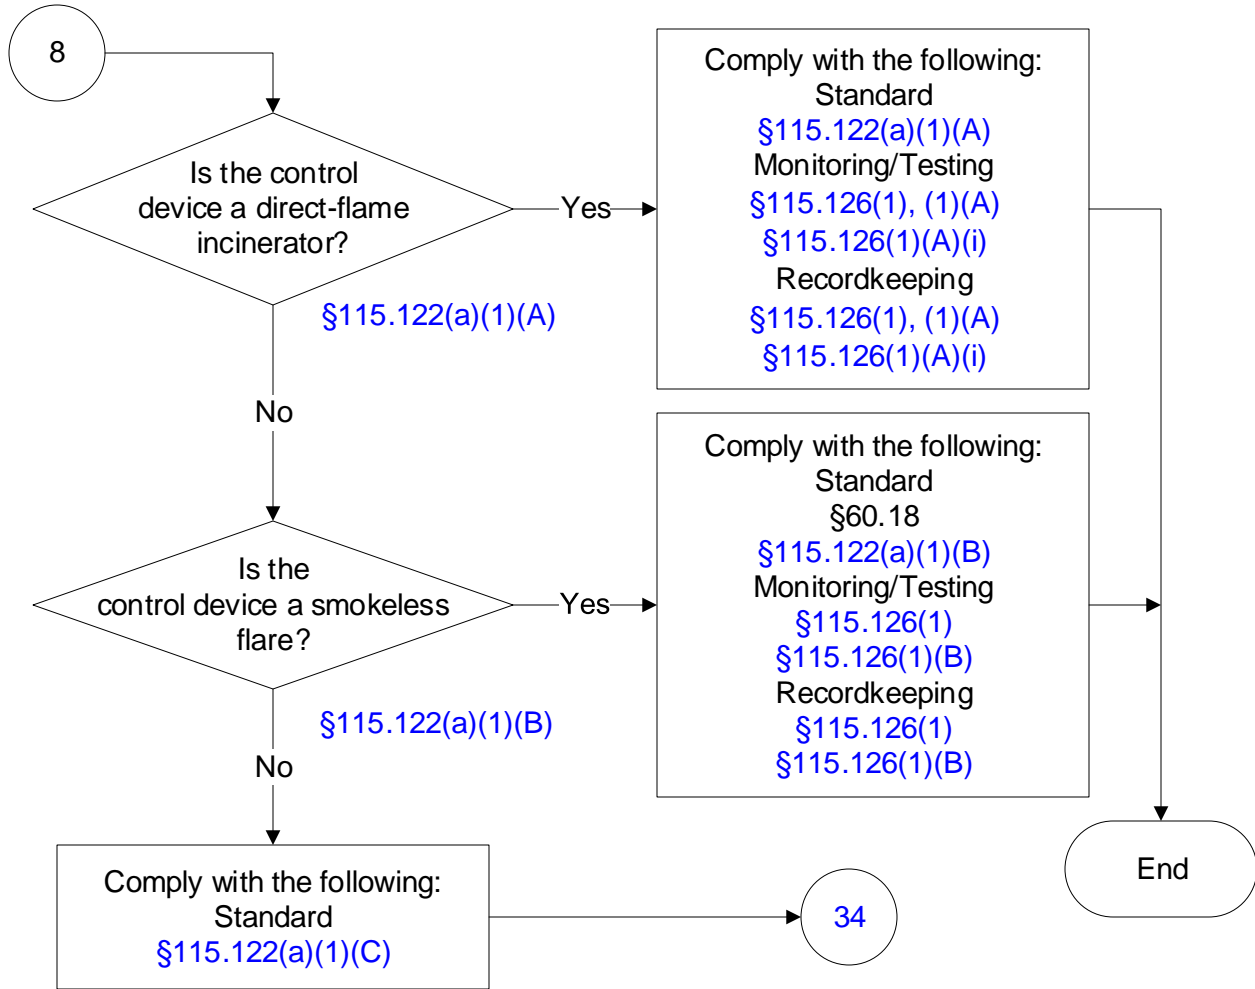 8
Is the control
device a direct-flame
incinerator?
Yes
§115.122(a)(1)(A)
Comply with the following:
Standard
§115.122(a)(1)(A)
Monitoring/Testing
§115.126(1), (1)(A)
§115.126(1)(A)(i)
Recordkeeping
§115.126(1), (1)(A)
§115.126(1)(A)(i)
No
Is the
control device a smokeless
flare?
Yes
§115.122(a)(1)(B)
Comply with the following:
Standard
§60.18
§115.122(a)(1)(B)
Monitoring/Testing
§115.126(1)
§115.126(1)(B)
Recordkeeping
§115.126(1)
§115.126(1)(B)
No
Comply with the following:
Standard
§115.122(a)(1)(C)
34
End